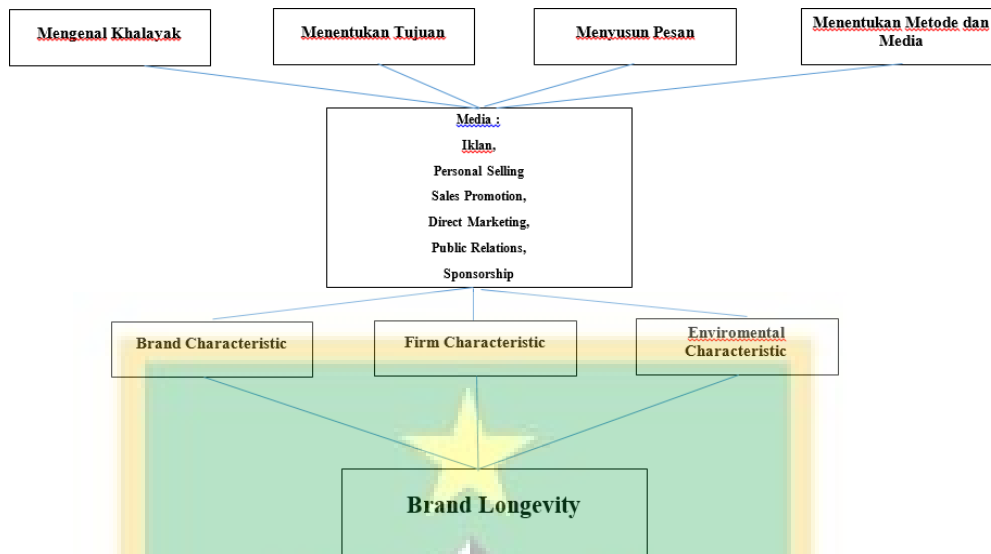 Mengenal Khalayak
Menentukan Tujuan
Menyusun Pesan
Menentukan Metode dan
Media
Media :
Iklan,
Personal Selling
Sales Promotion,
Direct Marketing,
Public Relations,
Sponsorship
Brand Characteristic
Firm Characteristic
Enviromental
Characteristic
Brand Longevity